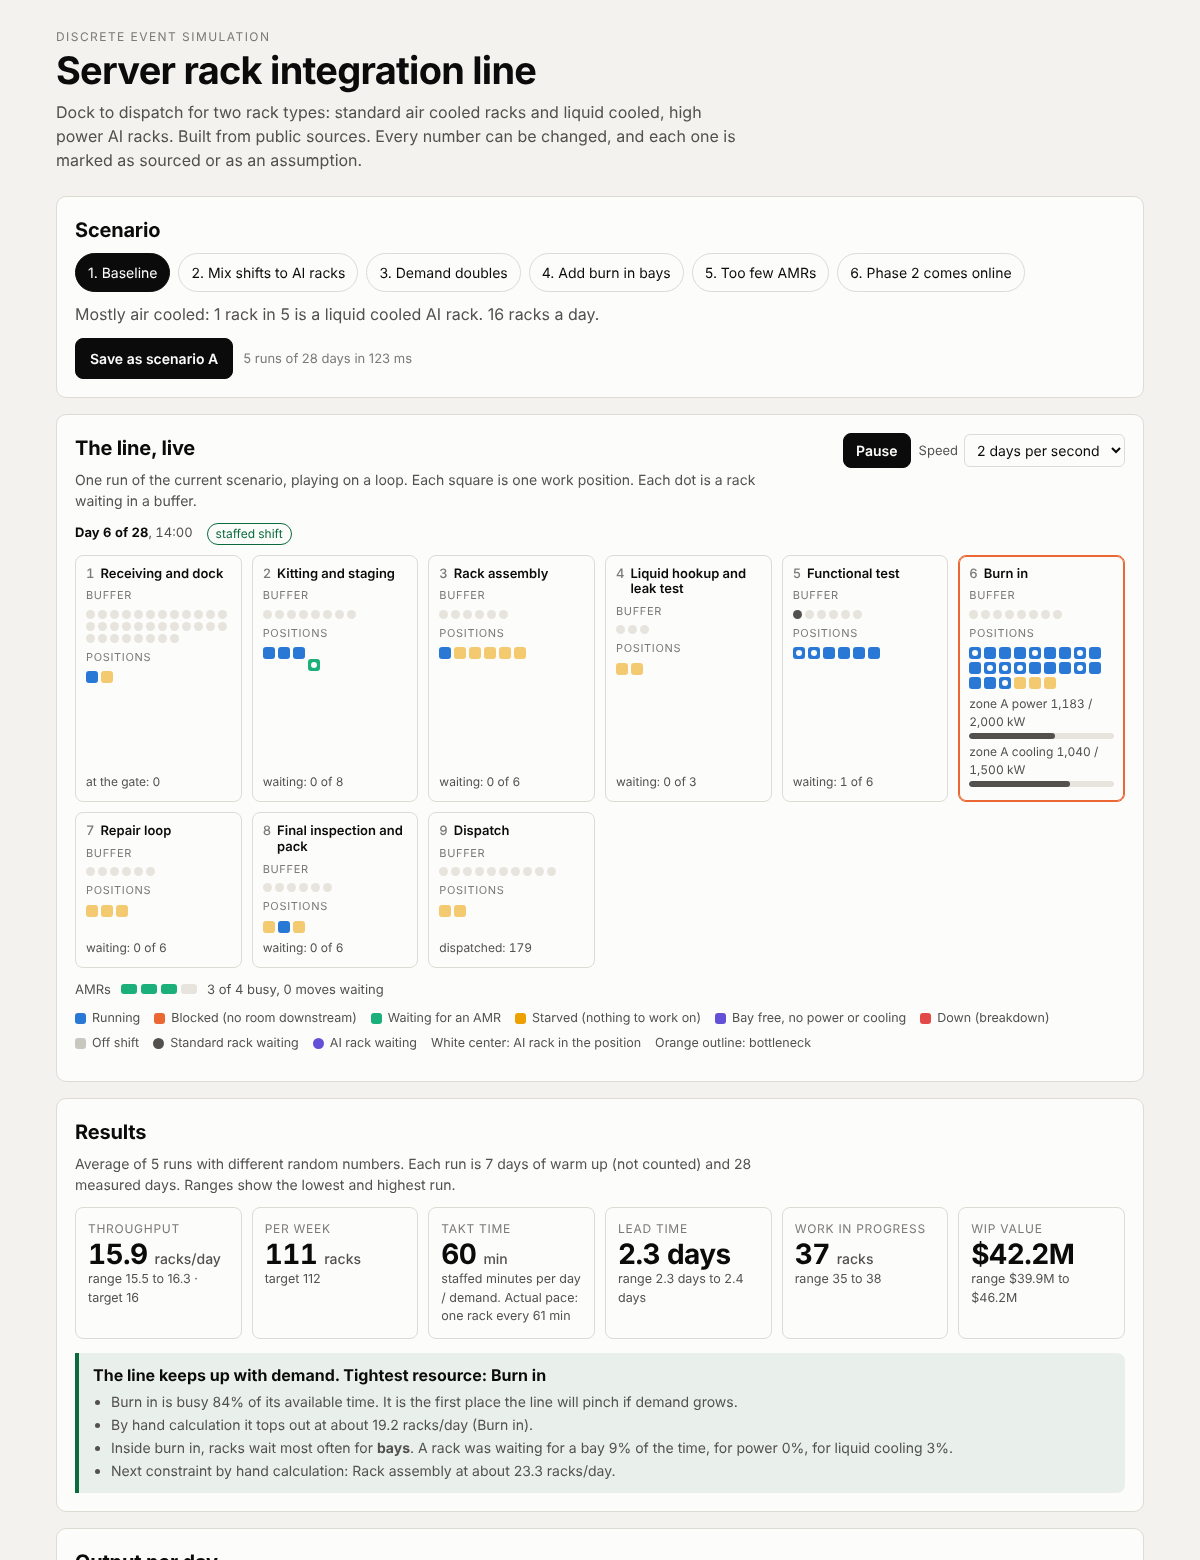 DISCRETE EVENT SIMULATION
Server rack integration line
Dock to dispatch for two rack types: standard air cooled racks and liquid cooled, high
power AI racks. Built from public sources. Every number can be changed, and each one is
marked as sourced or as an assumption.
Scenario
1. Baseline
2. Mix shifts to AI racks
3. Demand doubles
4. Add burn in bays
5. Too few AMRs
6. Phase 2 comes online
Mostly air cooled: 1 rack in 5 is a liquid cooled AI rack. 16 racks a day.
Save as scenario A
5 runs of 28 days in 123 ms
The line, live
Pause
Speed
2 days per second
One run of the current scenario, playing on a loop. Each square is one work position. Each dot is a rack
waiting in a buffer.
Day 6 of 28, 14:00
staffed shift
1 Receiving and dock
BUFFER
POSITIONS
at the gate: 0
2 Kitting and staging
BUFFER
POSITIONS
waiting: 0 of 8
3 Rack assembly
BUFFER
POSITIONS
waiting: 0 of 6
4 Liquid hookup and
leak test
BUFFER
POSITIONS
waiting: 0 of 3
5 Functional test
BUFFER
POSITIONS
waiting: 1 of 6
6 Burn in
BUFFER
POSITIONS
zone A power 1,183 /
2,000 kW
zone A cooling 1,040 /
1,500 kW
7 Repair loop
BUFFER
POSITIONS
waiting: 0 of 6
8 Final inspection and
pack
BUFFER
POSITIONS
waiting: 0 of 6
9 Dispatch
BUFFER
POSITIONS
dispatched: 179
AMRs
3 of 4 busy, 0 moves waiting
Running
Blocked (no room downstream)
Waiting for an AMR
Starved (nothing to work on)
Bay free, no power or cooling
Down (breakdown)
Off shift
Standard rack waiting
AI rack waiting
White center: AI rack in the position
Orange outline: bottleneck
Results
Average of 5 runs with different random numbers. Each run is 7 days of warm up (not counted) and 28
measured days. Ranges show the lowest and highest run.
THROUGHPUT
15.9 racks/day
range 15.5 to 16.3 ·
target 16
PER WEEK
111 racks
target 112
TAKT TIME
60 min
staffed minutes per day
/ demand. Actual pace:
one rack every 61 min
LEAD TIME
2.3 days
range 2.3 days to 2.4
days
WORK IN PROGRESS
37 racks
range 35 to 38
WIP VALUE
$42.2M
range $39.9M to
$46.2M
The line keeps up with demand. Tightest resource: Burn in
• Burn in is busy 84% of its available time. It is the first place the line will pinch if demand grows.
• By hand calculation it tops out at about 19.2 racks/day (Burn in).
• Inside burn in, racks wait most often for bays. A rack was waiting for a bay 9% of the time, for power 0%, for liquid cooling 3%.
• Next constraint by hand calculation: Rack assembly at about 23.3 racks/day.
Output per day